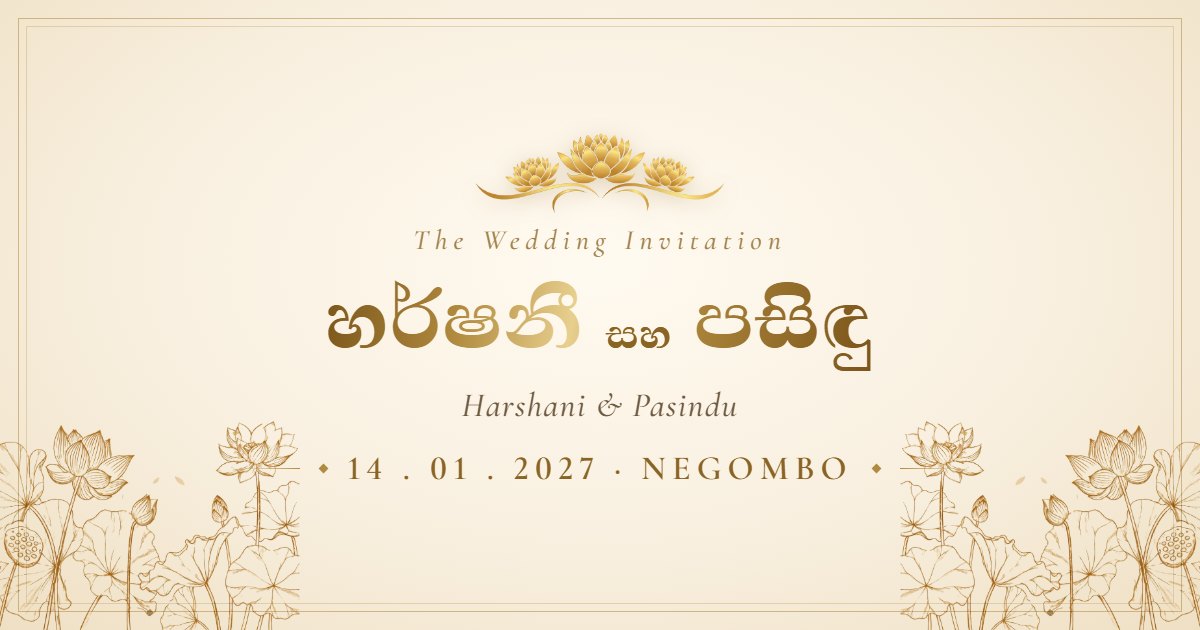 The Wedding Invitation
හර්ෂනී සහ පසිඳු
Harshani & Pasindu
14 . 01 . 2027 · NEGOMBO